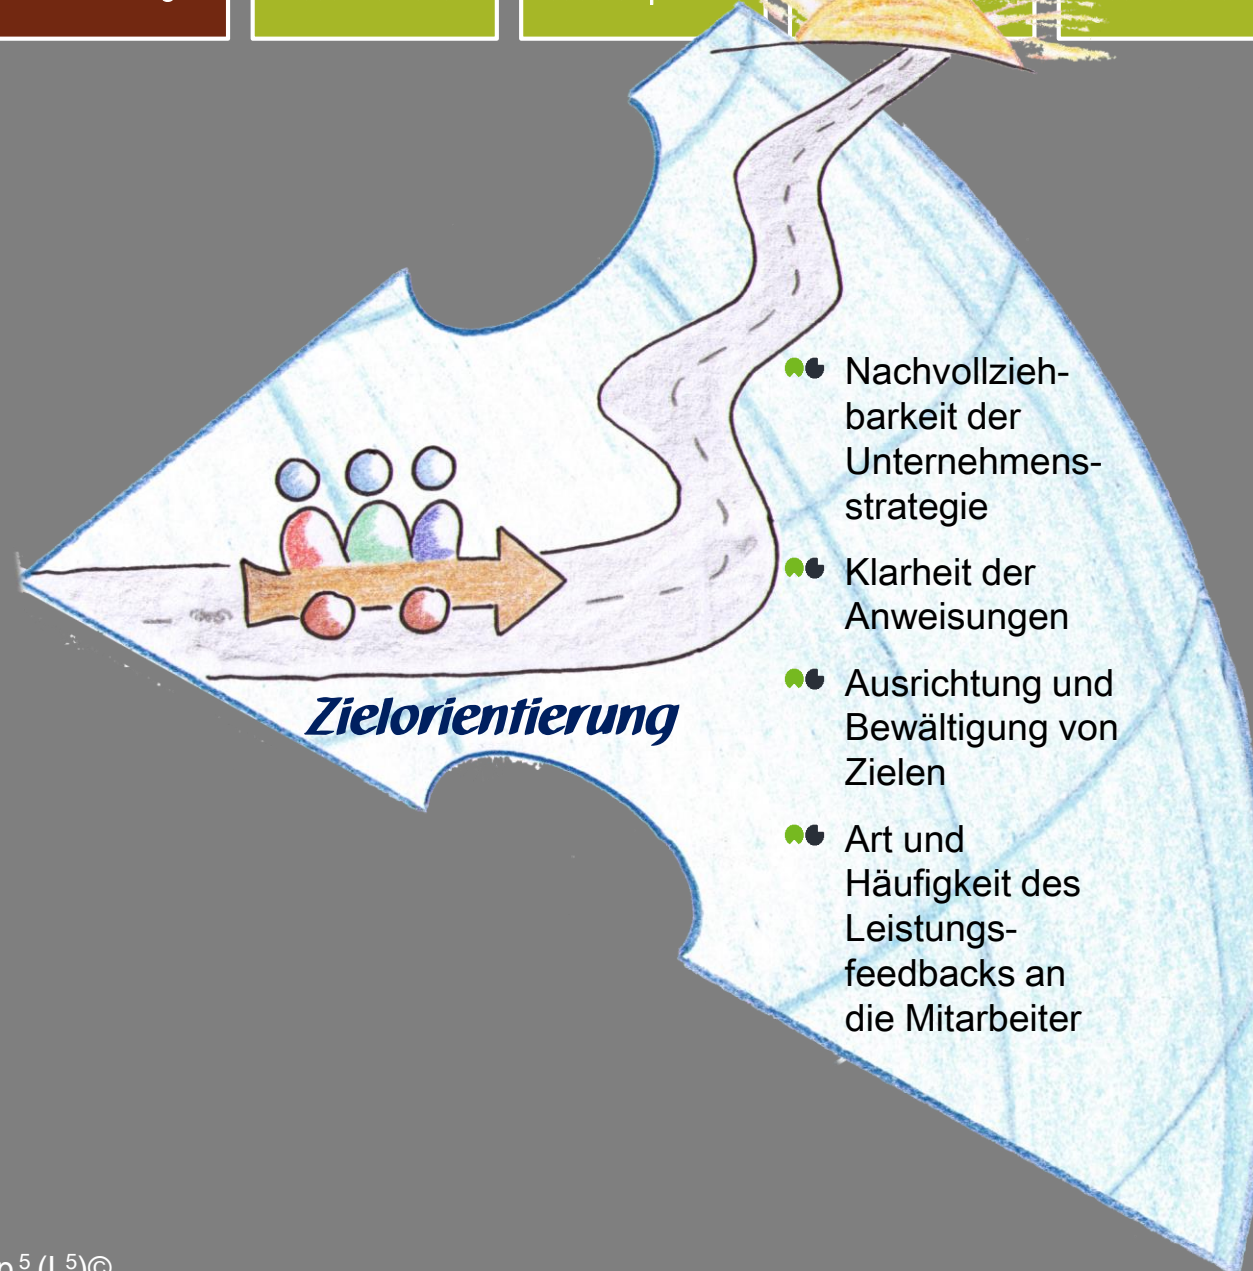 Nachvollzieh-
barkeit der
Unternehmens-
strategie
Klarheit der
Anweisungen
Ausrichtung und
Bewältigung von
Zielen
Zielorientierung
Art und
Häufigkeit des
Leistungs-
feedbacks an
die Mitarbeiter